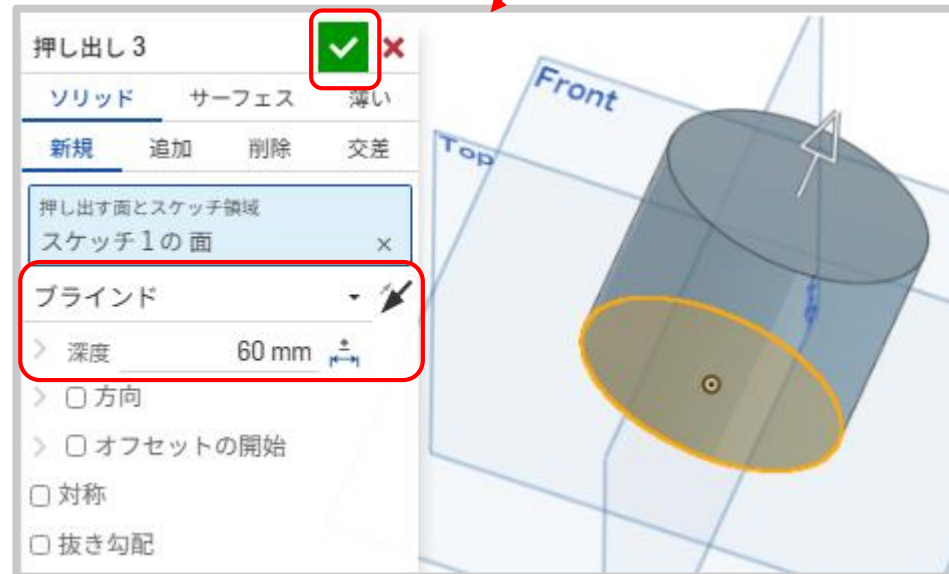 押し出し 3
ソリッド サーフェス 薄い
新規 追加 削除 交差
押し出す面とスケッチ領域
スケッチ 1 の 面
ブラインド
深度 60 mm
方向
オフセットの開始
対称
抜き勾配
Front
Top